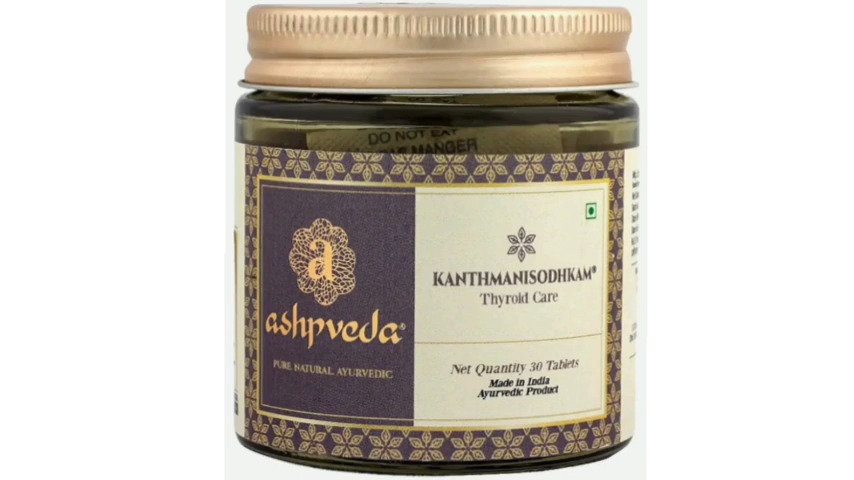 DO NOT EAT
MANGER
a
ashpveda®
PURE NATURAL AYURVEDIC
KANTHMANISODHKAM®
Thyroid Care
Net Quantity 30 Tablets
Made in India
Ayurvedic Product